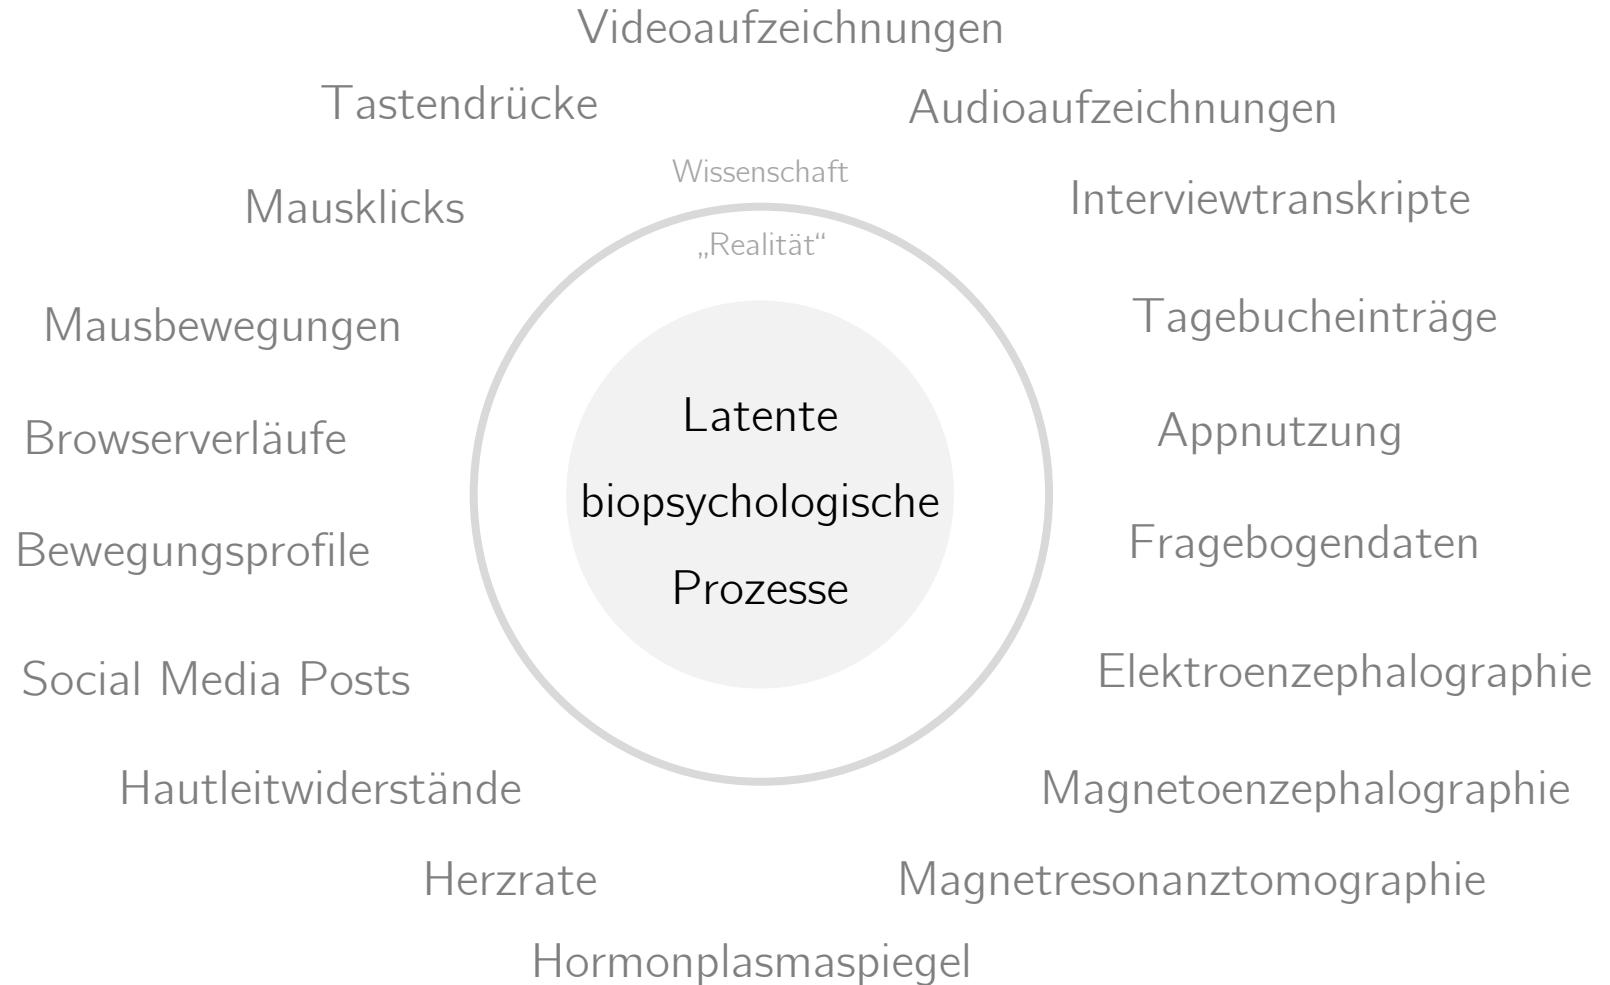 Videoaufzeichnungen
Tastendrücke
Audioaufzeichnungen
Wissenschaft
Mausklicks
Interviewtranskripte
„Realität“
Mausbewegungen
Tagebucheinträge
Latente
Browserverläufe
Appnutzung
biopsychologische
Bewegungsprofile
Fragebogendaten
Prozesse
Social Media Posts
Elektroenzephalographie
Hautleitwiderstände
Magnetoenzephalographie
Herzrate
Magnetresonanztomographie
Hormonplasmaspiegel